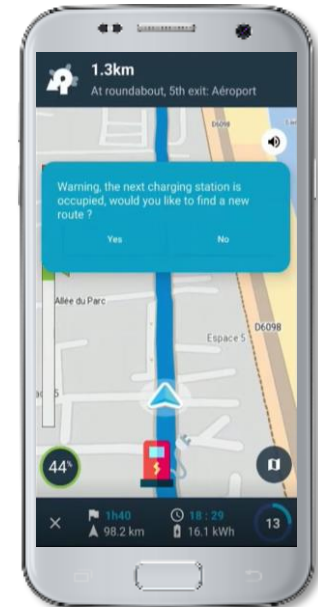 1.3km
At roundabout, 5th exit: Aéroport
D6098
Warning, the next charging station is
occupied, would you like to find a new
route ?
Yes
No
Allée du Parc
D6098
Espace 5
5
44%
1h40
18 : 29
98.2 km
16.1 kWh
13